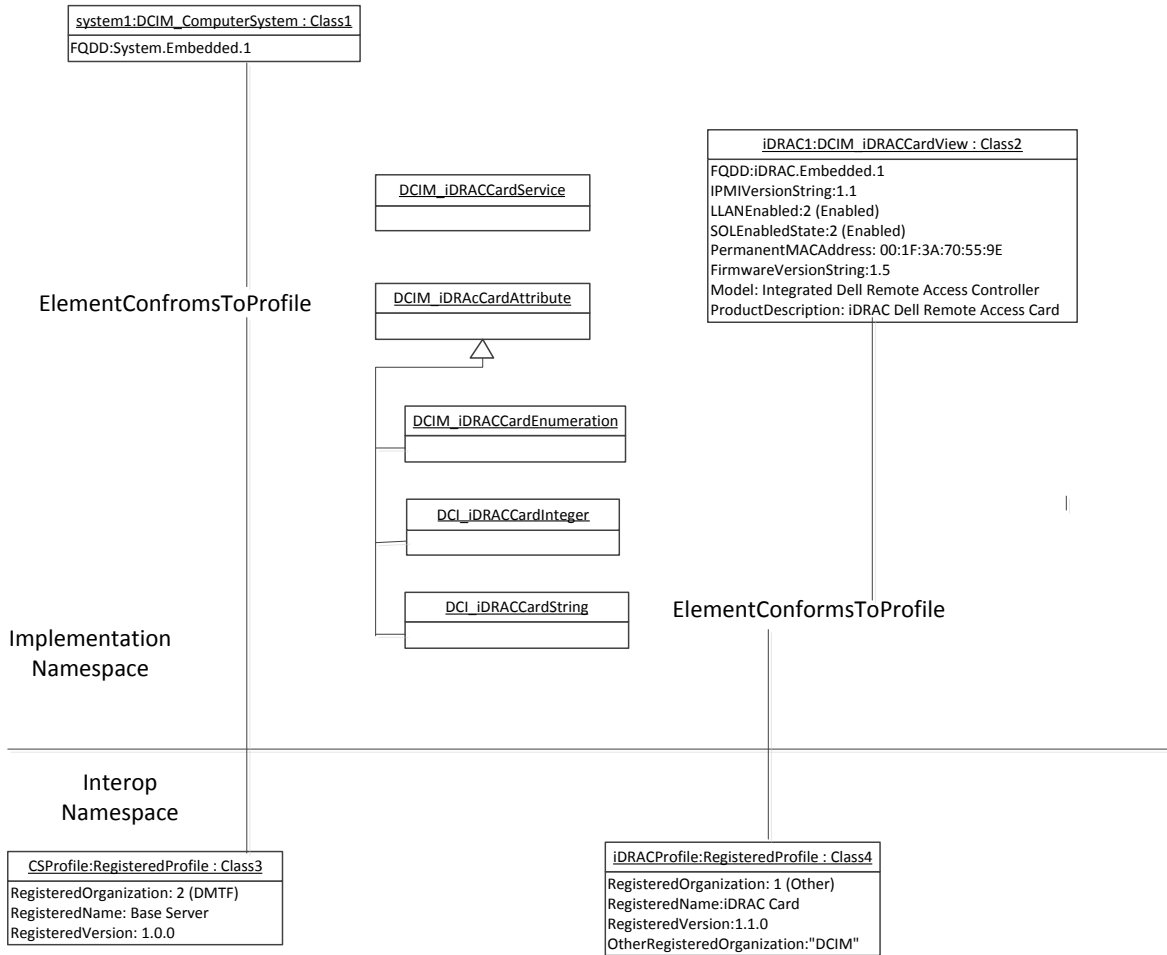 system1:DCIM_ComputerSystem : Class1
FQDD:System.Embedded.1
iDRAC1:DCIM_iDRACCardView : Class2
FQDD:iDRAC.Embedded.1
IPMIVersionString:1.1
LLANEnabled:2 (Enabled)
SOLEnabledState:2 (Enabled)
PermanentMACAddress: 00:1F:3A:70:55:9E
FirmwareVersionString:1.5
Model: Integrated Dell Remote Access Controller
ProductDescription: iDRAC Dell Remote Access Card
DCIM_iDRACCardService
ElementConfromsToProfile
DCIM_iDRAcCardAttribute
DCIM_iDRACCardEnumeration
DCI_iDRACCardInteger
DCI_iDRACCardString
ElementConformsToProfile
Implementation
Namespace
Interop
Namespace
CSProfile:RegisteredProfile : Class3
RegisteredOrganization: 2 (DMTF)
RegisteredName: Base Server
RegisteredVersion: 1.0.0
iDRACProfile:RegisteredProfile : Class4
RegisteredOrganization: 1 (Other)
RegisteredName:iDRAC Card
RegisteredVersion:1.1.0
OtherRegisteredOrganization:"DCIM"